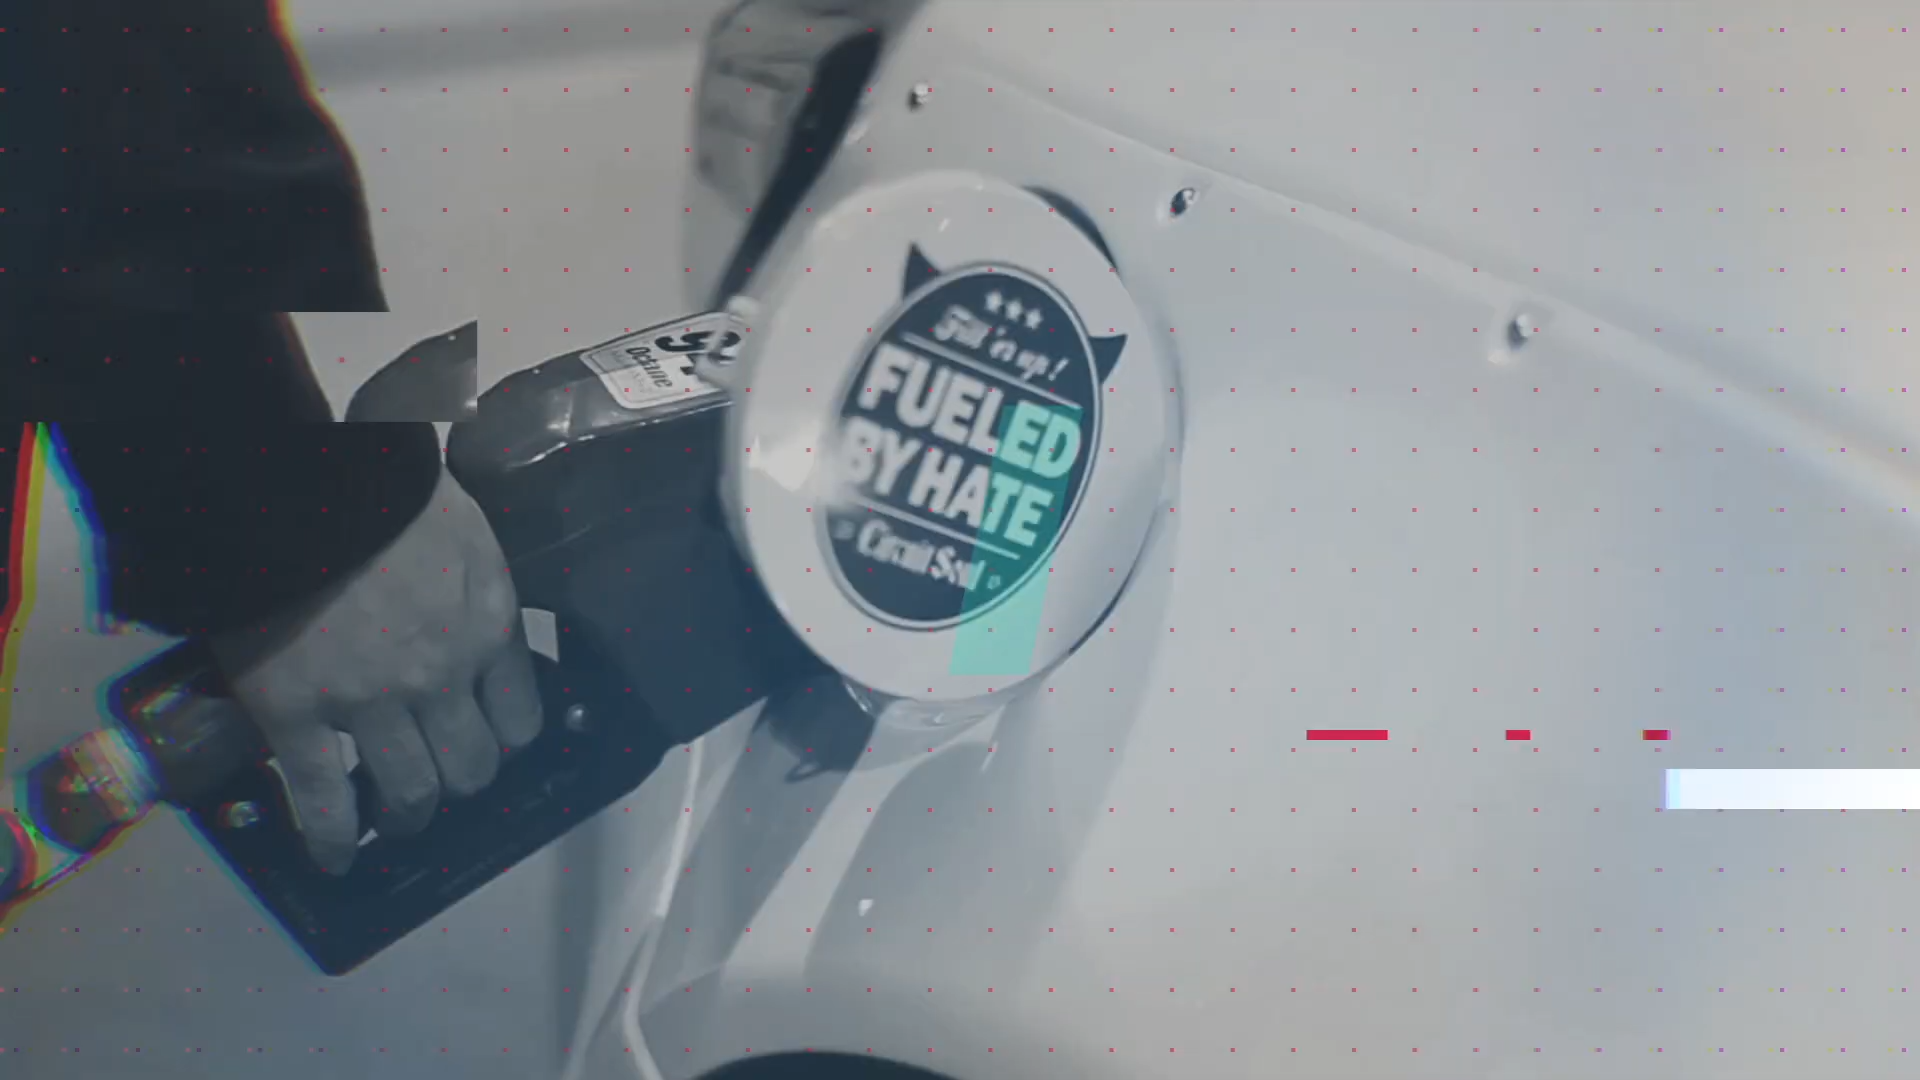 Fill 'er up!
FUELED
BY HATE
Circuit Soul
Octane